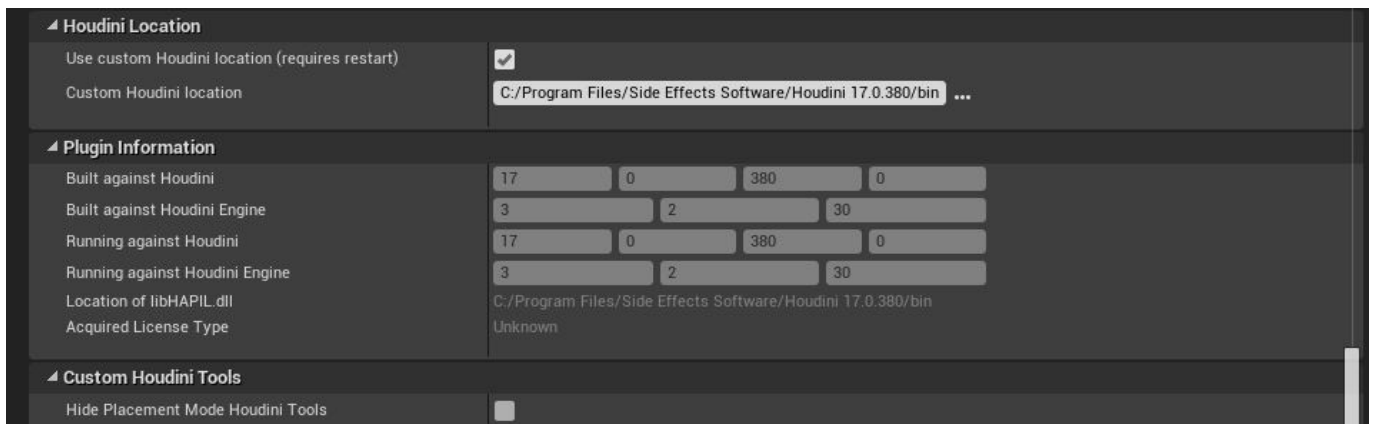 Houdini Location
Use custom Houdini location (requires restart)
Custom Houdini location C:/Program Files/Side Effects Software/Houdini 17.0.380/bin ...
Plugin Information
Built against Houdini 17 0 380 0
Built against Houdini Engine 3 2 30
Running against Houdini 17 0 380 0
Running against Houdini Engine 3 2 30
Location of libHAPIL.dll C:/Program Files/Side Effects Software/Houdini 17.0.380/bin
Acquired License Type Unknown
Custom Houdini Tools
Hide Placement Mode Houdini Tools